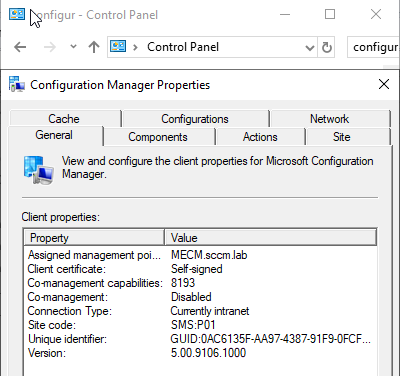 configur - Control Panel
Control Panel
configur
Configuration Manager Properties
Cache
Configurations
Network
General
Components
Actions
Site
View and configure the client properties for Microsoft Configuration
Manager.
Client properties:
Property Value
Assigned management poi... MECM.sccm.lab
Client certificate: Self-signed
Co-management capabilities: 8193
Co-management: Disabled
Connection Type: Currently intranet
Site code: SMS:P01
Unique identifier: GUID:0AC6135F-AA97-4387-91F9-0FCF...
Version: 5.00.9106.1000